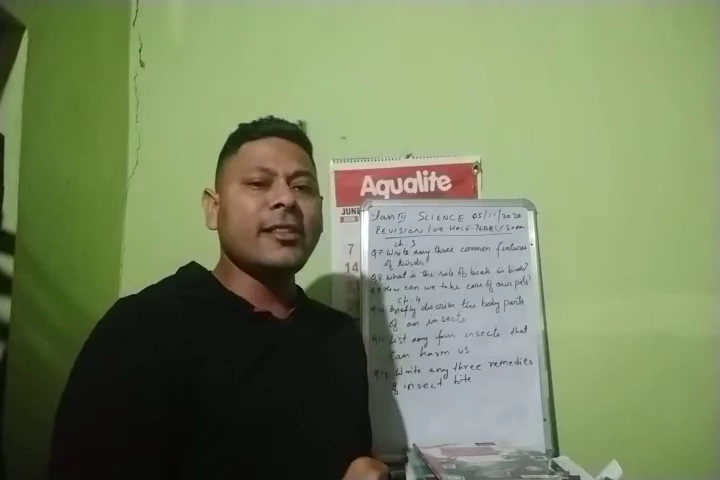 Aqualite
JUNE
7
14
Class III SCIENCE 05/11/2020
REVISION for HALF-YEARLY Exam
Ch. 3
Q7. Write any three common features
of birds.
Q8. What is the role of beak in birds?
Q9. How can we take care of our pets?
Ch. 4
Briefly describe the body parts
of an insect.
Q11. List any four insects that
can harm us.
Q12. Write any three remedies
of insect bite